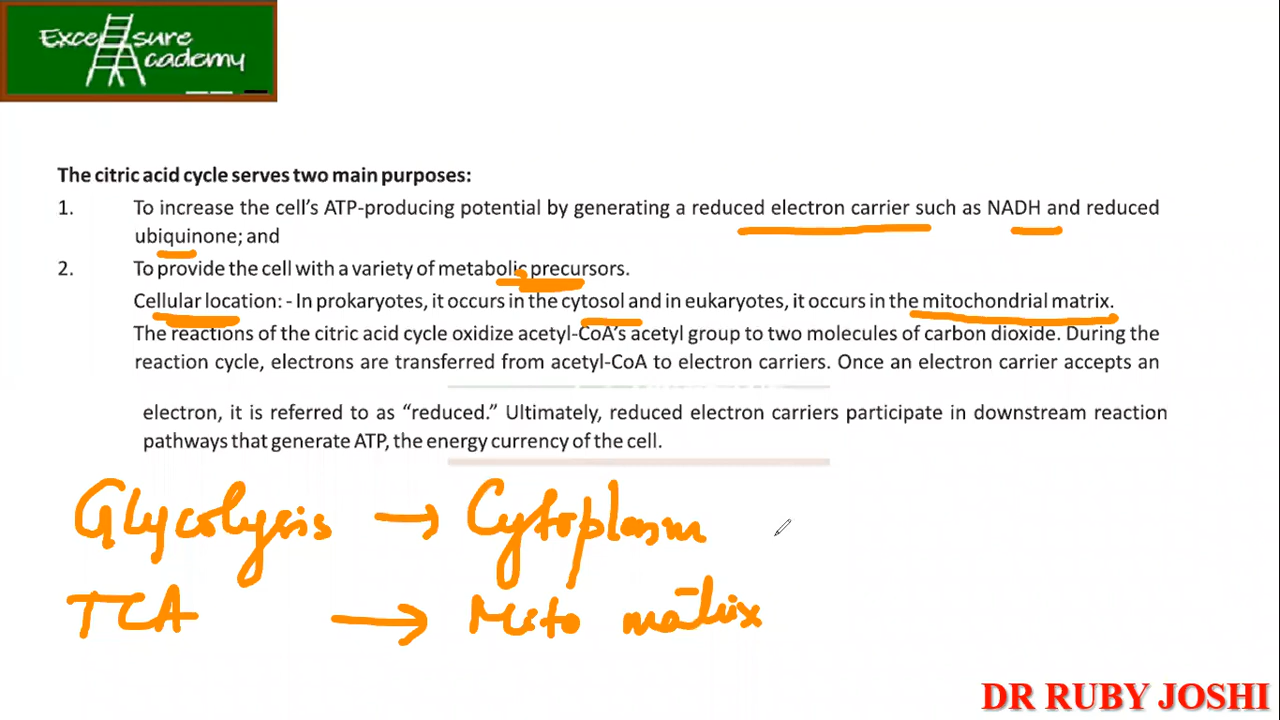 Excel sure
Academy
The citric acid cycle serves two main purposes:
1. To increase the cell's ATP-producing potential by generating a reduced electron carrier such as NADH and reduced
ubiquinone; and
2. To provide the cell with a variety of metabolic precursors.
Cellular location: - In prokaryotes, it occurs in the cytosol and in eukaryotes, it occurs in the mitochondrial matrix.
The reactions of the citric acid cycle oxidize acetyl-CoA's acetyl group to two molecules of carbon dioxide. During the
reaction cycle, electrons are transferred from acetyl-CoA to electron carriers. Once an electron carrier accepts an
electron, it is referred to as “reduced.” Ultimately, reduced electron carriers participate in downstream reaction
pathways that generate ATP, the energy currency of the cell.
Glycolysis → Cytoplasm
TCA → Mito matrix
DR RUBY JOSHI